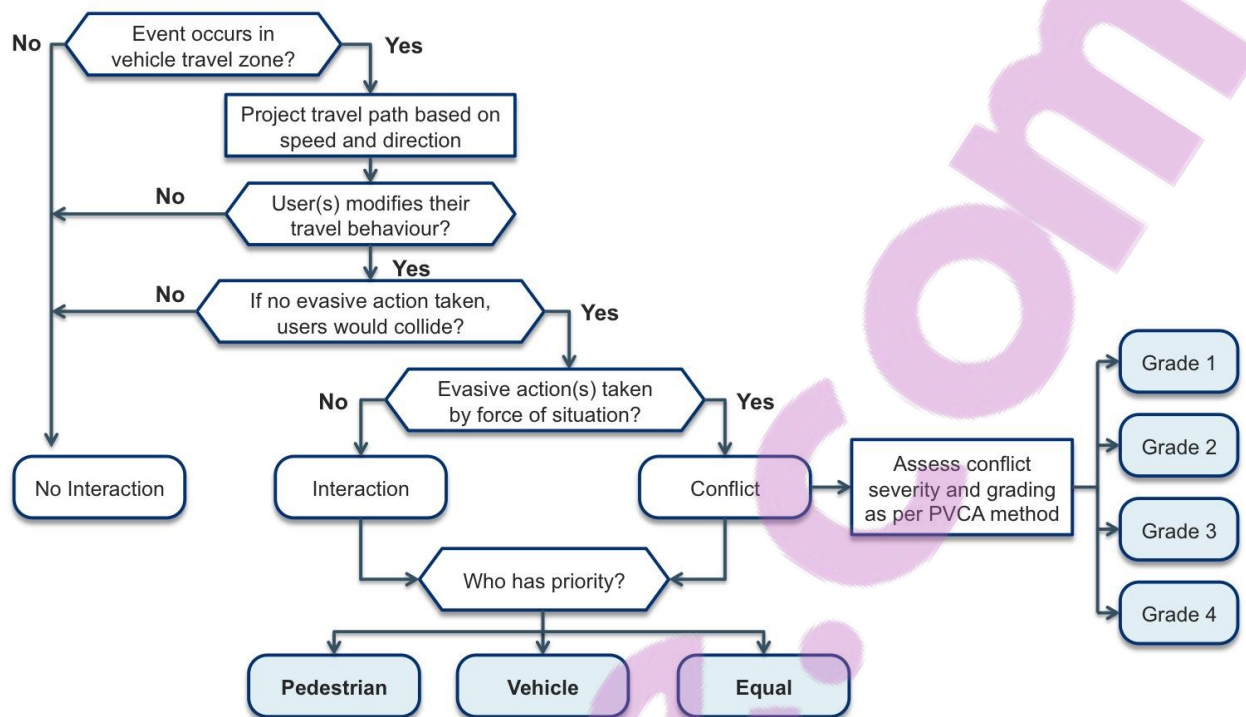 Event occurs in
vehicle travel zone?
No
Yes
Project travel path based on
speed and direction
No
User(s) modifies their
travel behaviour?
Yes
No
If no evasive action taken,
users would collide?
Yes
No
Evasive action(s) taken
by force of situation?
Yes
No Interaction
Interaction
Conflict
Assess conflict
severity and grading
as per PVCA method
Grade 1
Grade 2
Grade 3
Grade 4
Who has priority?
Pedestrian
Vehicle
Equal
.com